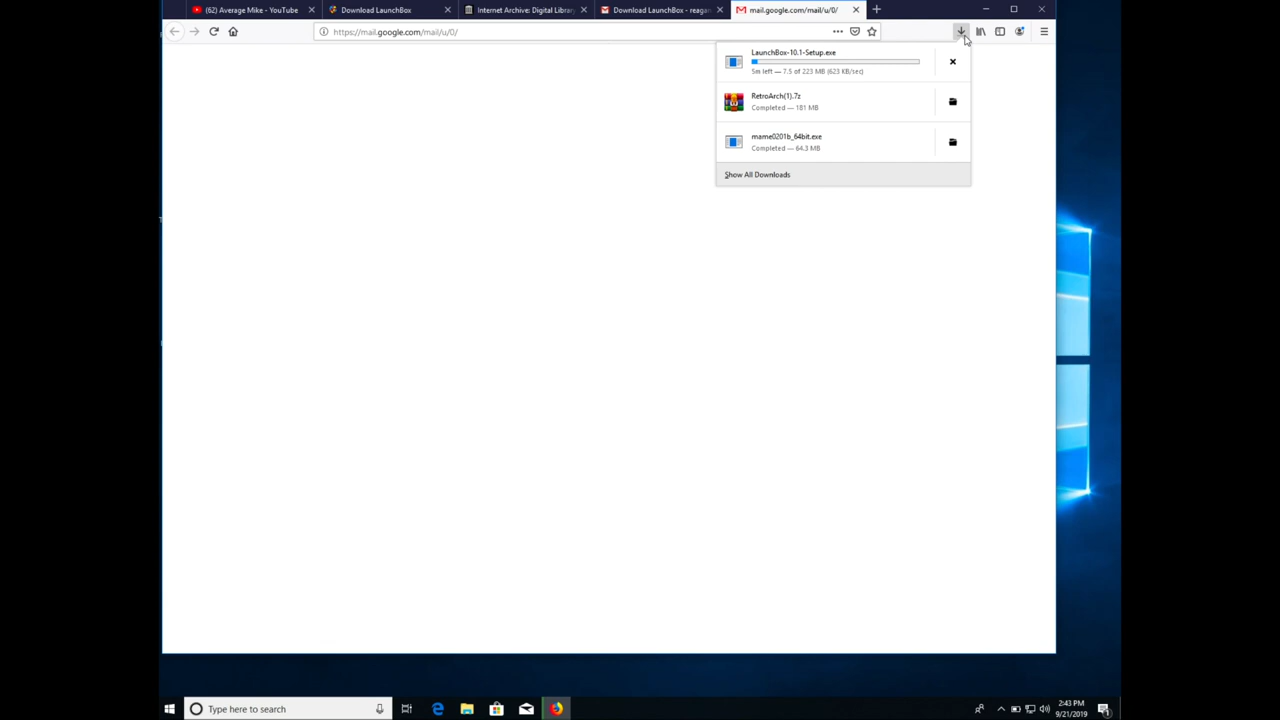 (62) Average Mike - YouTube
Download LaunchBox
Internet Archive: Digital Library
Download LaunchBox - reagan
mail.google.com/mail/u/0/
https://mail.google.com/mail/u/0/
LaunchBox-10.1-Setup.exe
5m left — 7.5 of 223 MB (623 KB/sec)
RetroArch(1).7z
Completed — 181 MB
mame0201b_64bit.exe
Completed — 64.3 MB
Show All Downloads
Type here to search
2:43 PM
9/21/2019
1